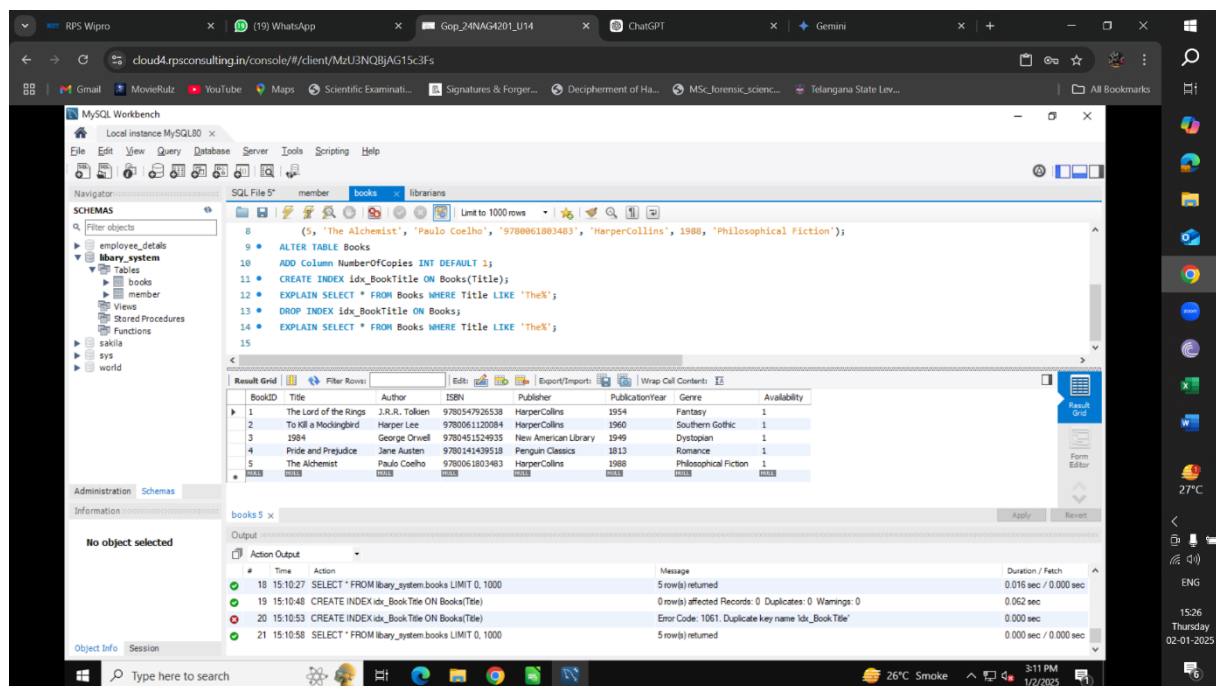 RPS Wipro
(19) WhatsApp
Gop_24NAG4201_U14
ChatGPT
Gemini
cloud4.rpsconsulting.in/console/#/client/MzU3NQBjAG15c3Fs
Gmail MovieRulz YouTube Maps Scientific Examinati... Signatures & Forger... Decipherment of Ha... MSc_forensic_scienc... Telangana State Lev... All Bookmarks
MySQL Workbench
Local instance MySQL80
File Edit View Query Database Server Tools Scripting Help
Navigator
SCHEMAS
Filter objects
employee_detals
libary_system
Tables
books
member
Views
Stored Procedures
Functions
sakila
sys
world
Administration Schemas
Information
No object selected
Object Info Session
SQL File 5* member books librarians
Limit to 1000 rows
8 (5, 'The Alchemist', 'Paulo Coelho', '9780061803483', 'HarperCollins', 1988, 'Philosophical Fiction');
9 ALTER TABLE Books
10 ADD Column NumberOfCopies INT DEFAULT 1;
11 CREATE INDEX idx_BookTitle ON Books(Title);
12 EXPLAIN SELECT * FROM Books WHERE Title LIKE 'The%';
13 DROP INDEX idx_BookTitle ON Books;
14 EXPLAIN SELECT * FROM Books WHERE Title LIKE 'The%';
15
Result Grid Filter Rows: Edit: Export/Import: Wrap Cell Content:
BookID Title Author ISBN Publisher PublicationYear Genre Availability
1 The Lord of the Rings J.R.R. Tolkien 9780547926538 HarperCollins 1954 Fantasy 1
2 To Kill a Mockingbird Harper Lee 9780061120084 HarperCollins 1960 Southern Gothic 1
3 1984 George Orwell 9780451524935 New American Library 1949 Dystopian 1
4 Pride and Prejudice Jane Austen 9780141439518 Penguin Classics 1813 Romance 1
5 The Alchemist Paulo Coelho 9780061803483 HarperCollins 1988 Philosophical Fiction 1
NULL NULL NULL NULL NULL NULL NULL NULL
Result Grid
Form Editor
books 5 Apply Revert
Output
Action Output
# Time Action Message Duration / Fetch
18 15:10:27 SELECT * FROM libary_system.books LIMIT 0, 1000 5 row(s) returned 0.016 sec / 0.000 sec
19 15:10:48 CREATE INDEX idx_BookTitle ON Books(Title) 0 row(s) affected Records: 0 Duplicates: 0 Warnings: 0 0.062 sec
20 15:10:53 CREATE INDEX idx_BookTitle ON Books(Title) Error Code: 1061. Duplicate key name 'idx_BookTitle' 0.000 sec
21 15:10:58 SELECT * FROM libary_system.books LIMIT 0, 1000 5 row(s) returned 0.000 sec / 0.000 sec
Type here to search
26°C Smoke
3:11 PM
1/2/2025
zoom
27°C
ENG
15:26
Thursday
02-01-2025